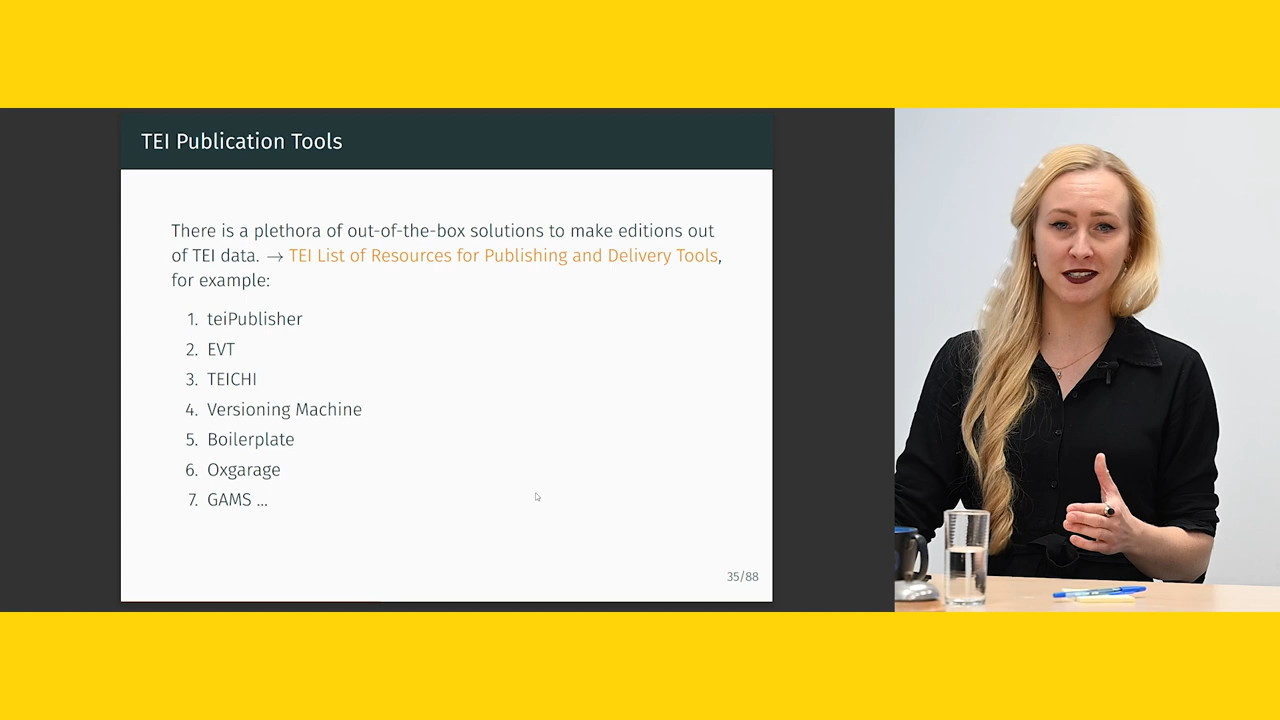 TEI Publication Tools
There is a plethora of out-of-the-box solutions to make editions out
of TEI data. → TEI List of Resources for Publishing and Delivery Tools,
for example:
1. teiPublisher
2. EVT
3. TEICHI
4. Versioning Machine
5. Boilerplate
6. Oxgarage
7. GAMS ...
35/88